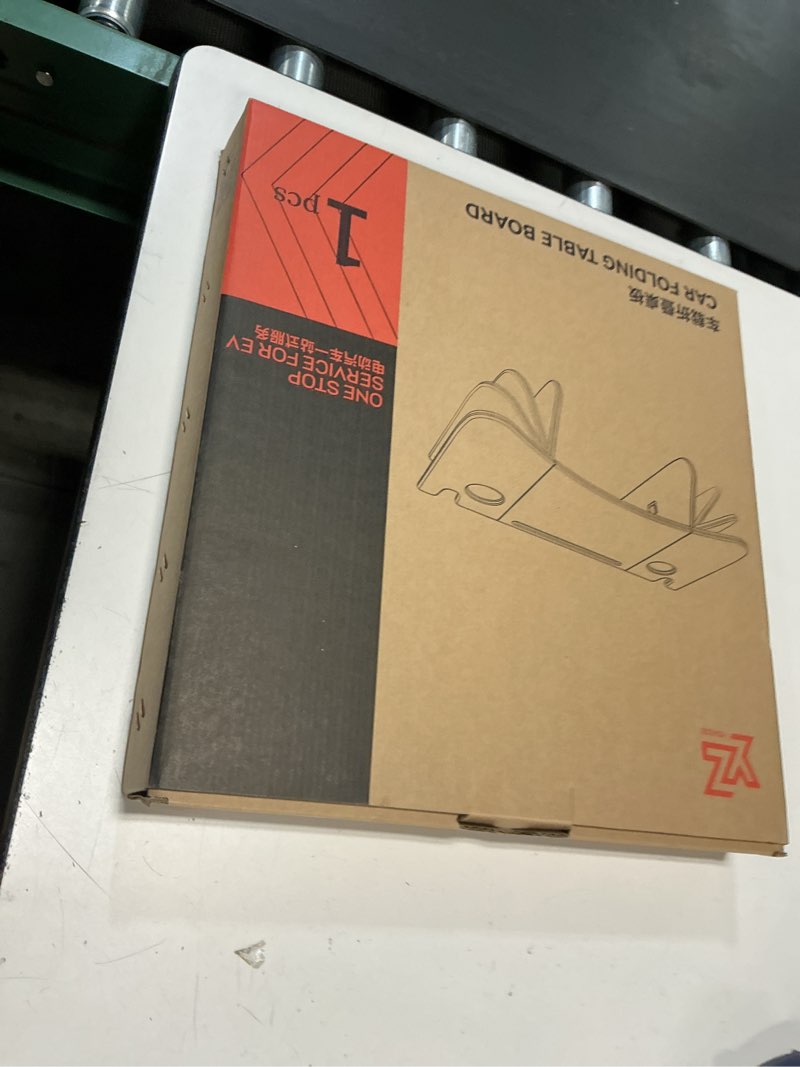 YZ
车载折叠桌板
CAR FOLDING TABLE BOARD
ONE STOP
SERVICE FOR EV
电动汽车一站式服务
1 pcs